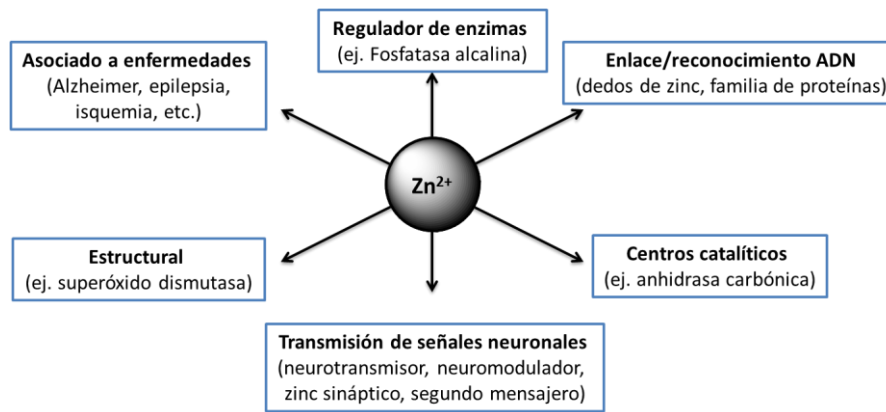 Regulador de enzimas
(ej. Fosfatasa alcalina)
Asociado a enfermedades
(Alzheimer, epilepsia,
isquemia, etc.)
Enlace/reconocimiento ADN
(dedos de zinc, familia de proteínas)
Zn²⁺
Estructural
(ej. superóxido dismutasa)
Centros catalíticos
(ej. anhidrasa carbónica)
Transmisión de señales neuronales
(neurotransmisor, neuromodulador,
zinc sináptico, segundo mensajero)